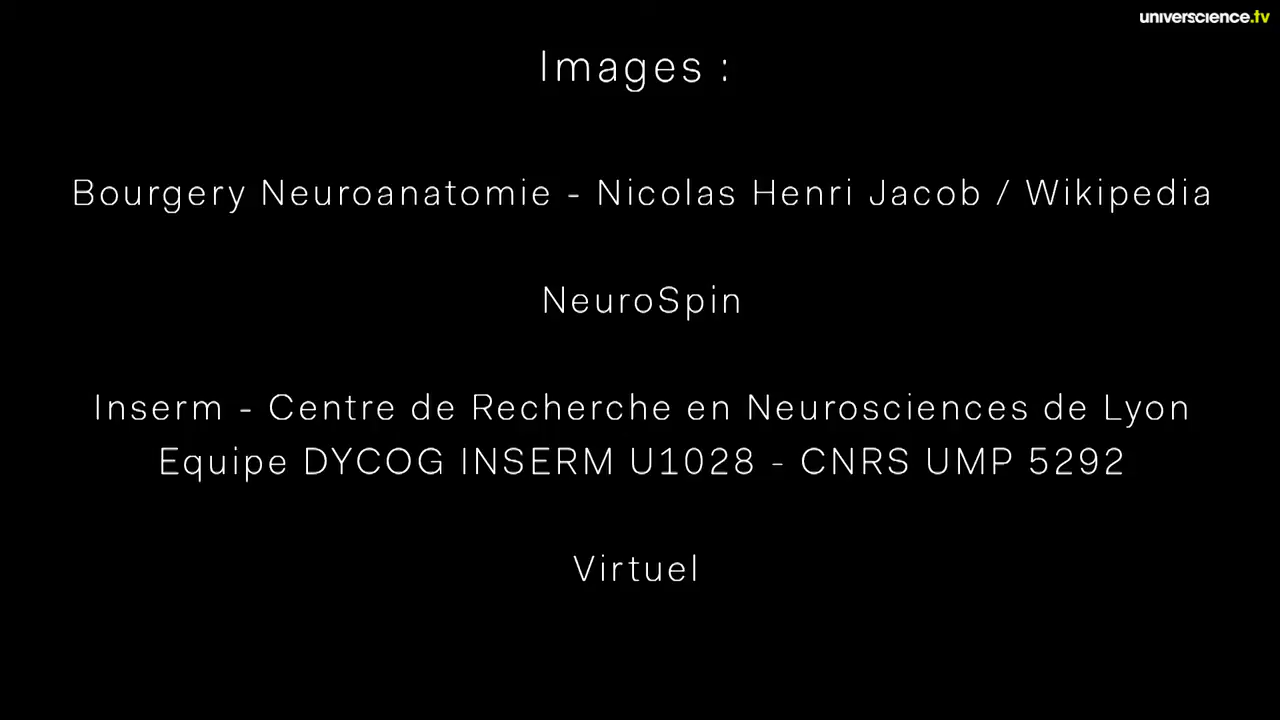 universcience.tv
Images :
Bourgery Neuroanatomie - Nicolas Henri Jacob / Wikipedia
NeuroSpin
Inserm - Centre de Recherche en Neurosciences de Lyon
Equipe DYCOG INSERM U1028 - CNRS UMP 5292
Virtuel